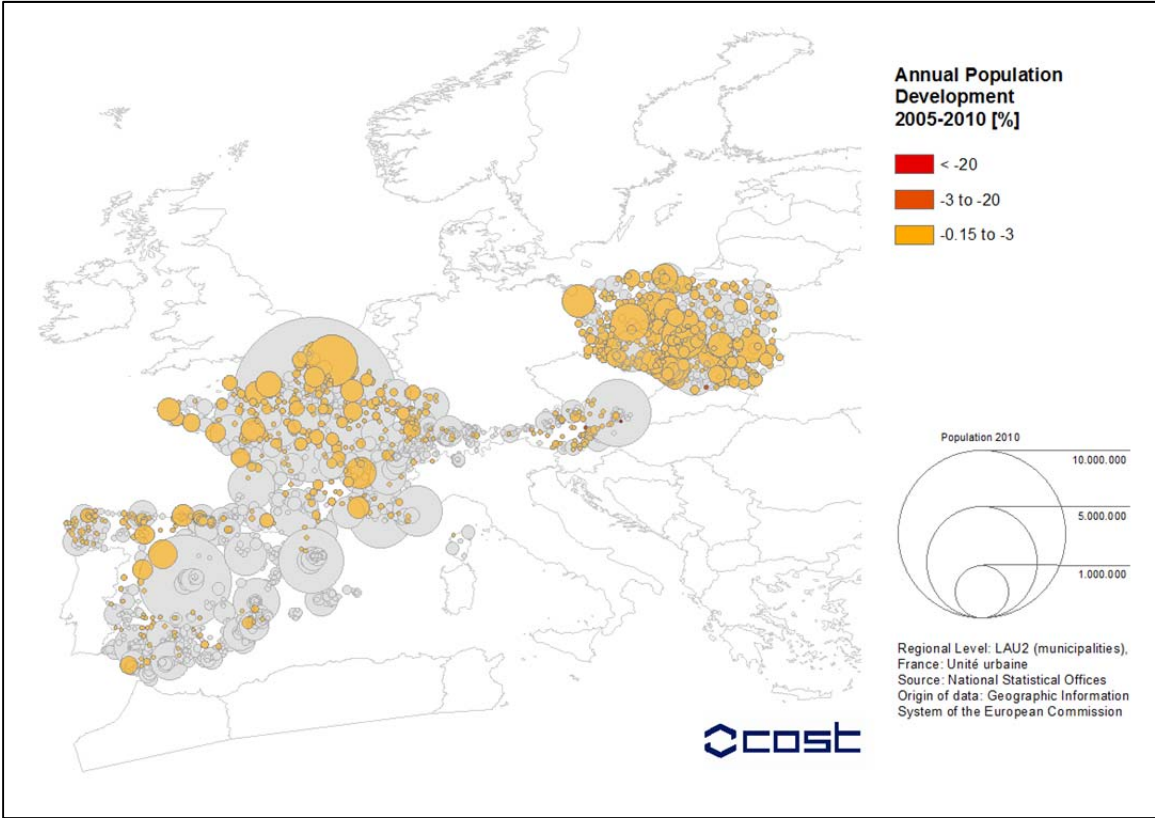 Annual Population
Development
2005-2010 [%]
< -20
-3 to -20
-0.15 to -3
Population 2010
10.000.000
5.000.000
1.000.000
Regional Level: LAU2 (municipalities),
France: Unité urbaine
Source: National Statistical Offices
Origin of data: Geographic Information
System of the European Commission
cost